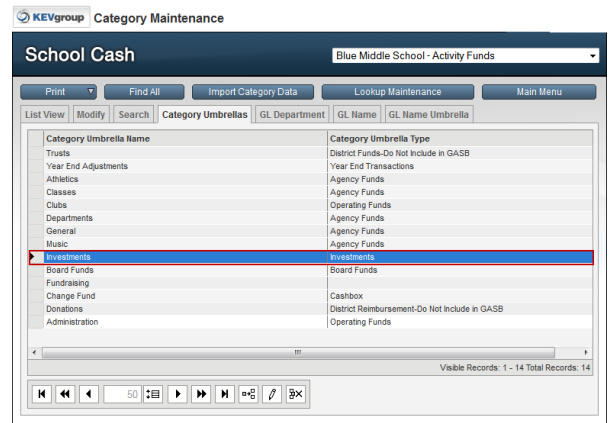 KEVgroup Category Maintenance
School Cash Blue Middle School - Activity Funds
Print Find All Import Category Data Lookup Maintenance Main Menu
List View Modify Search Category Umbrellas GL Department GL Name GL Name Umbrella
Category Umbrella Name Category Umbrella Type
Trusts District Funds-Do Not Include in GASB
Year End Adjustments Year End Transactions
Athletics Agency Funds
Classes Agency Funds
Clubs Operating Funds
Departments Agency Funds
General Agency Funds
Music Agency Funds
Investments Investments
Board Funds Board Funds
Fundraising
Change Fund Cashbox
Donations District Reimbursement-Do Not Include in GASB
Administration Operating Funds
Visible Records: 1 - 14 Total Records: 14
50